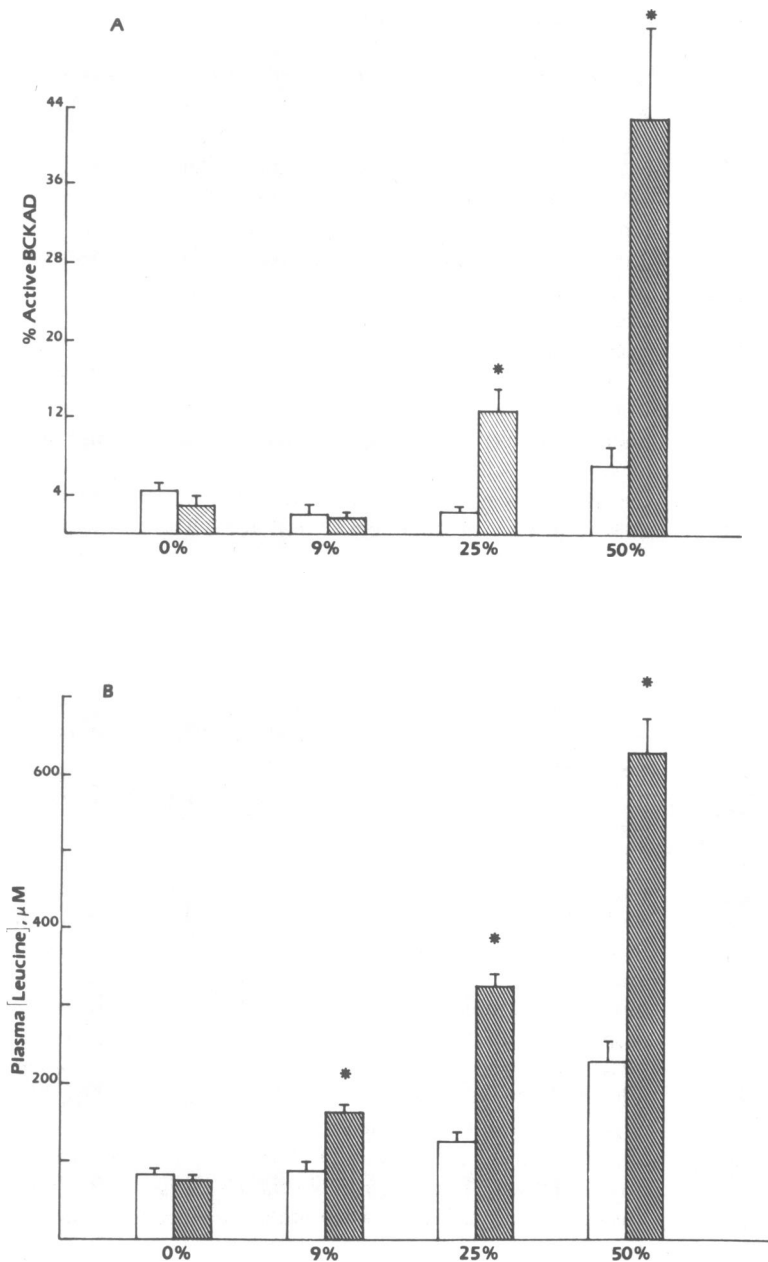 A
*
44
36
28
20
12
4
% Active BCKAD
*
0% 9% 25% 50%
B
*
600
400
200
Plasma [Leucine], μM
*
*
0% 9% 25% 50%